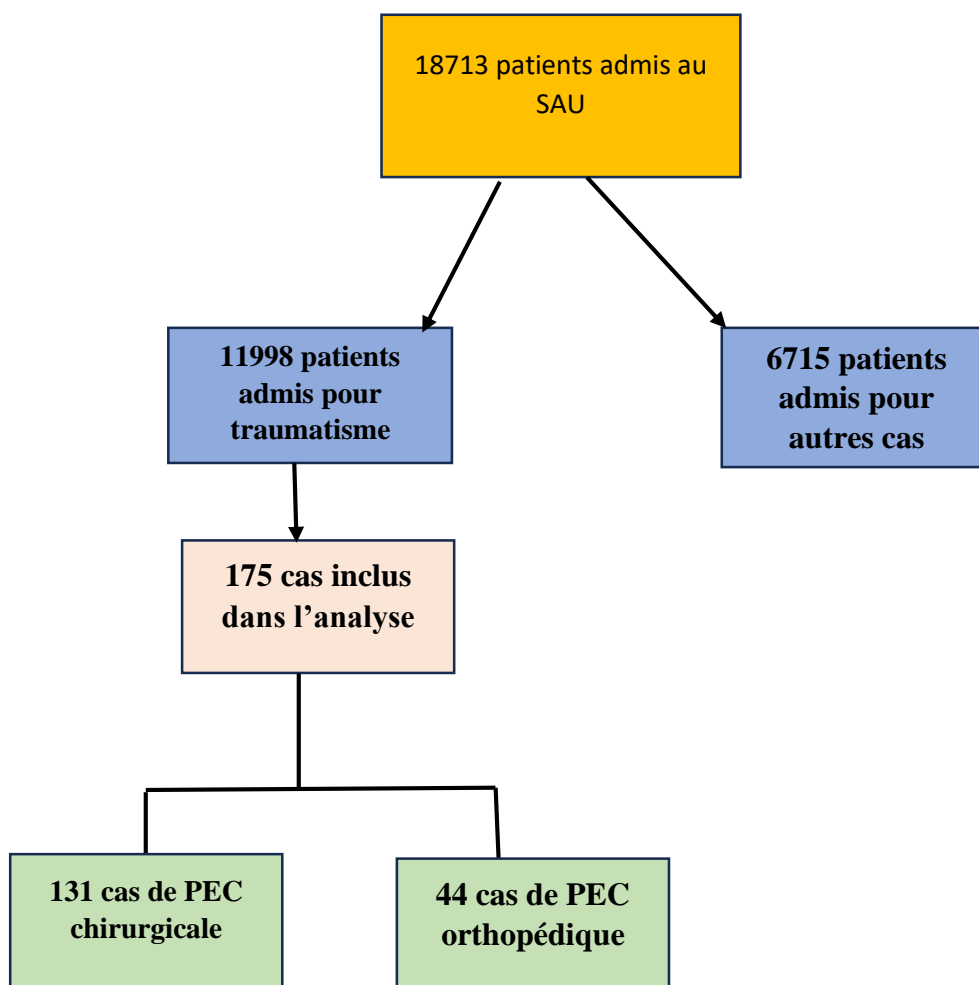 18713 patients admis au
SAU
11998 patients
admis pour
traumatisme
6715 patients
admis pour
autres cas
175 cas inclus
dans l’analyse
131 cas de PEC
chirurgicale
44 cas de PEC
orthopédique